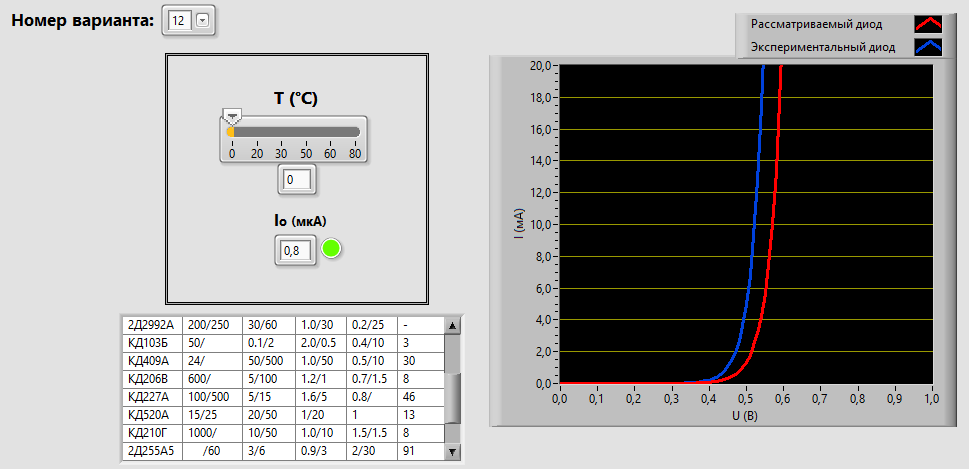 Номер варианта: 12
T (°C)
0 20 30 50 60 80
0
Io (мкА)
0,8
2Д2992А 200/250 30/60 1.0/30 0.2/25 -
КД103Б 50/ 0.1/2 2.0/0.5 0.4/10 3
КД409А 24/ 50/500 1.0/50 0.5/10 30
КД206В 600/ 5/100 1.2/1 0.7/1.5 8
КД227А 100/500 5/15 1.6/5 0.8/ 46
КД520А 15/25 20/50 1/20 1 13
КД210Г 1000/ 10/50 1.0/10 1.5/1.5 8
2Д255А5 /60 3/6 0.9/3 2/30 91
Рассматриваемый диод
Экспериментальный диод
20,0
18,0
16,0
14,0
12,0
10,0
8,0
6,0
4,0
2,0
0,0
I (мА)
0,0 0,1 0,2 0,3 0,4 0,5 0,6 0,7 0,8 0,9 1,0
U (В)